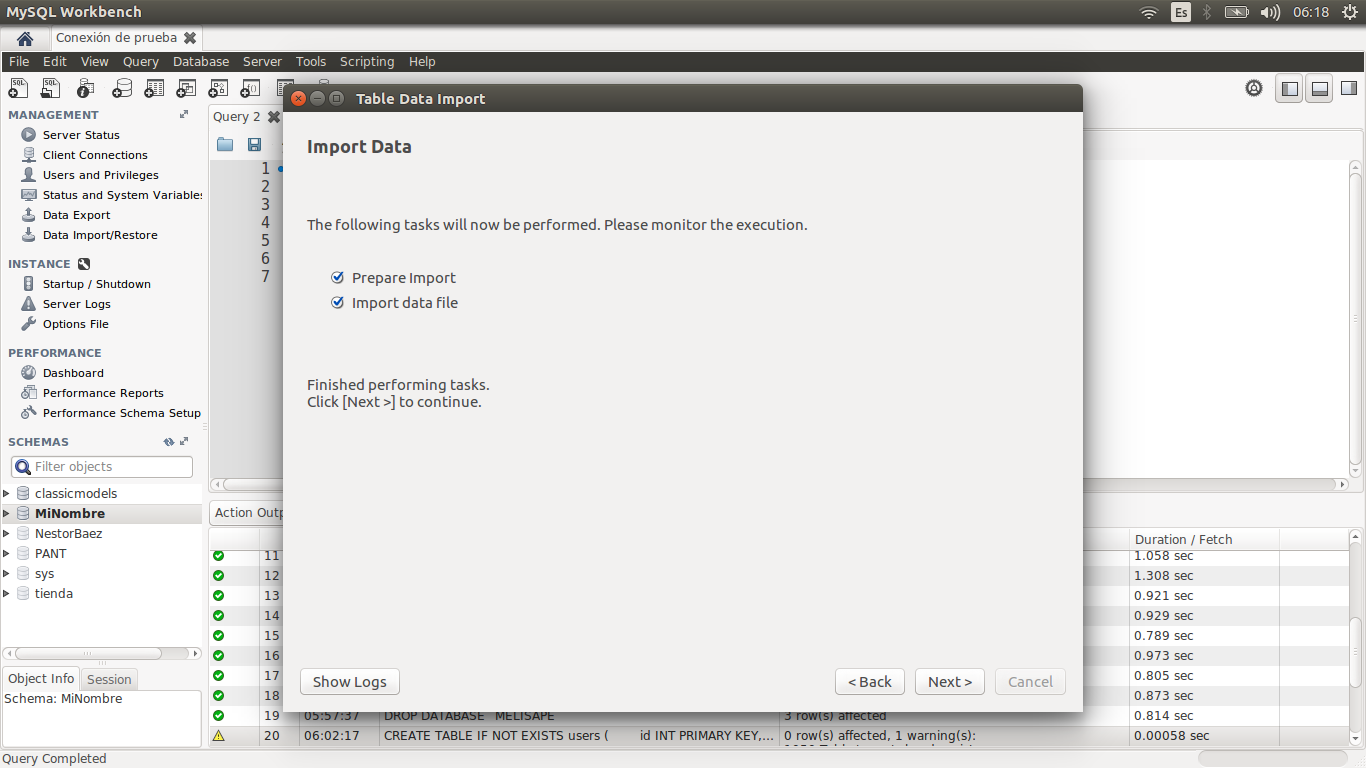 MySQL Workbench
Es
06:18
Conexión de prueba
File Edit View Query Database Server Tools Scripting Help
MANAGEMENT
Server Status
Client Connections
Users and Privileges
Status and System Variables
Data Export
Data Import/Restore
INSTANCE
Startup / Shutdown
Server Logs
Options File
PERFORMANCE
Dashboard
Performance Reports
Performance Schema Setup
SCHEMAS
Filter objects
classicmodels
MiNombre
NestorBaez
PANT
sys
tienda
Object Info Session
Schema: MiNombre
Query 2
1
2
3
4
5
6
7
Table Data Import
Import Data
The following tasks will now be performed. Please monitor the execution.
Prepare Import
Import data file
Finished performing tasks.
Click [Next >] to continue.
Show Logs
< Back
Next >
Cancel
Action Outp
Duration / Fetch
11 1.058 sec
12 1.308 sec
13 0.921 sec
14 0.929 sec
15 0.789 sec
16 0.973 sec
17 0.805 sec
18 0.873 sec
19 05:57:37 DROP DATABASE MELISAPE 3 row(s) affected 0.814 sec
20 06:02:17 CREATE TABLE IF NOT EXISTS users ( id INT PRIMARY KEY,... 0 row(s) affected, 1 warning(s): 0.00058 sec
Query Completed